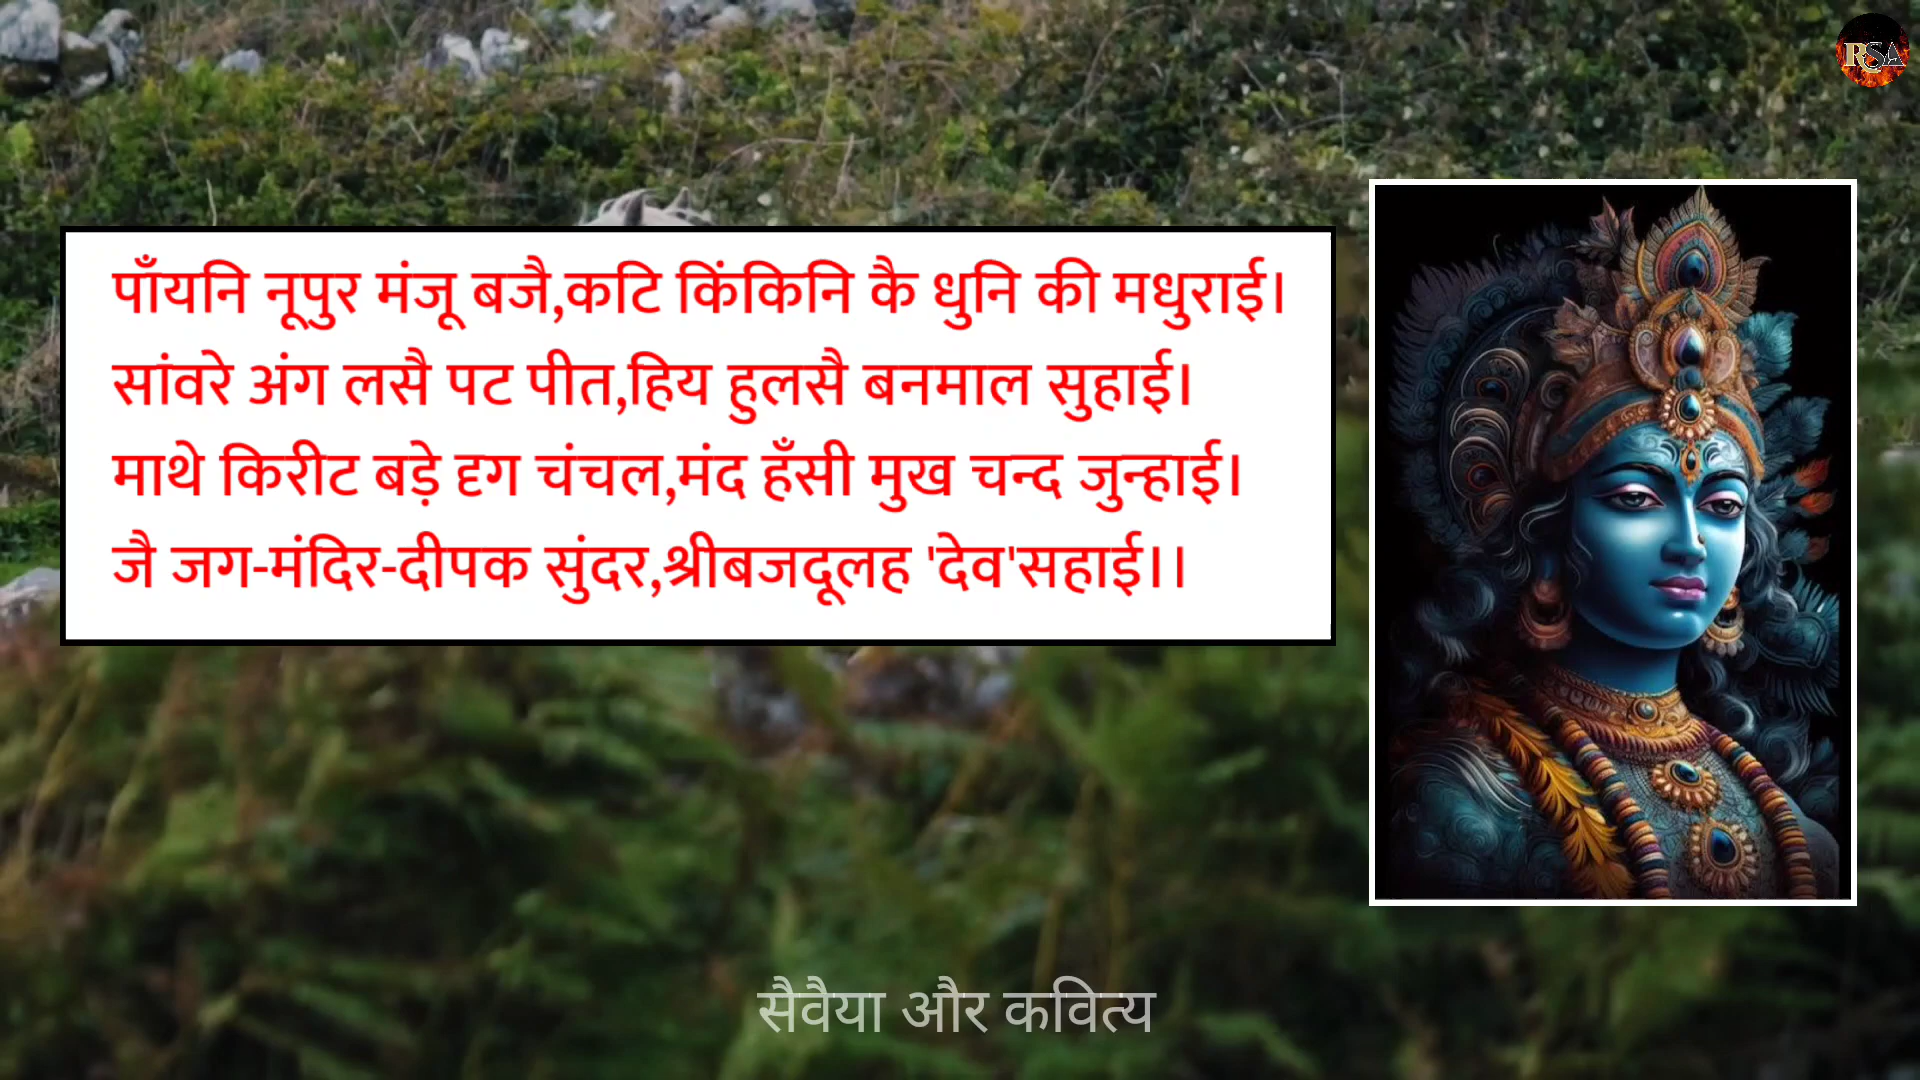 पाँयनि नूपुर मंजू बजै,कटि किंकिनि कै धुनि की मधुराई।
सांवरे अंग लसै पट पीत,हिय हुलसै बनमाल सुहाई।
माथे किरीट बड़े दृग चंचल,मंद हँसी मुख चन्द जुन्हाई।
जै जग-मंदिर-दीपक सुंदर,श्रीबजदूलह 'देव'सहाई।।
सैवैया और कवित्य
RSA